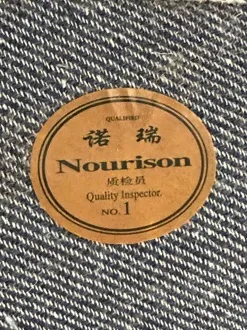 QUALIFIED
诺瑞
Nourison
质检员
Quality Inspector.
NO. 1